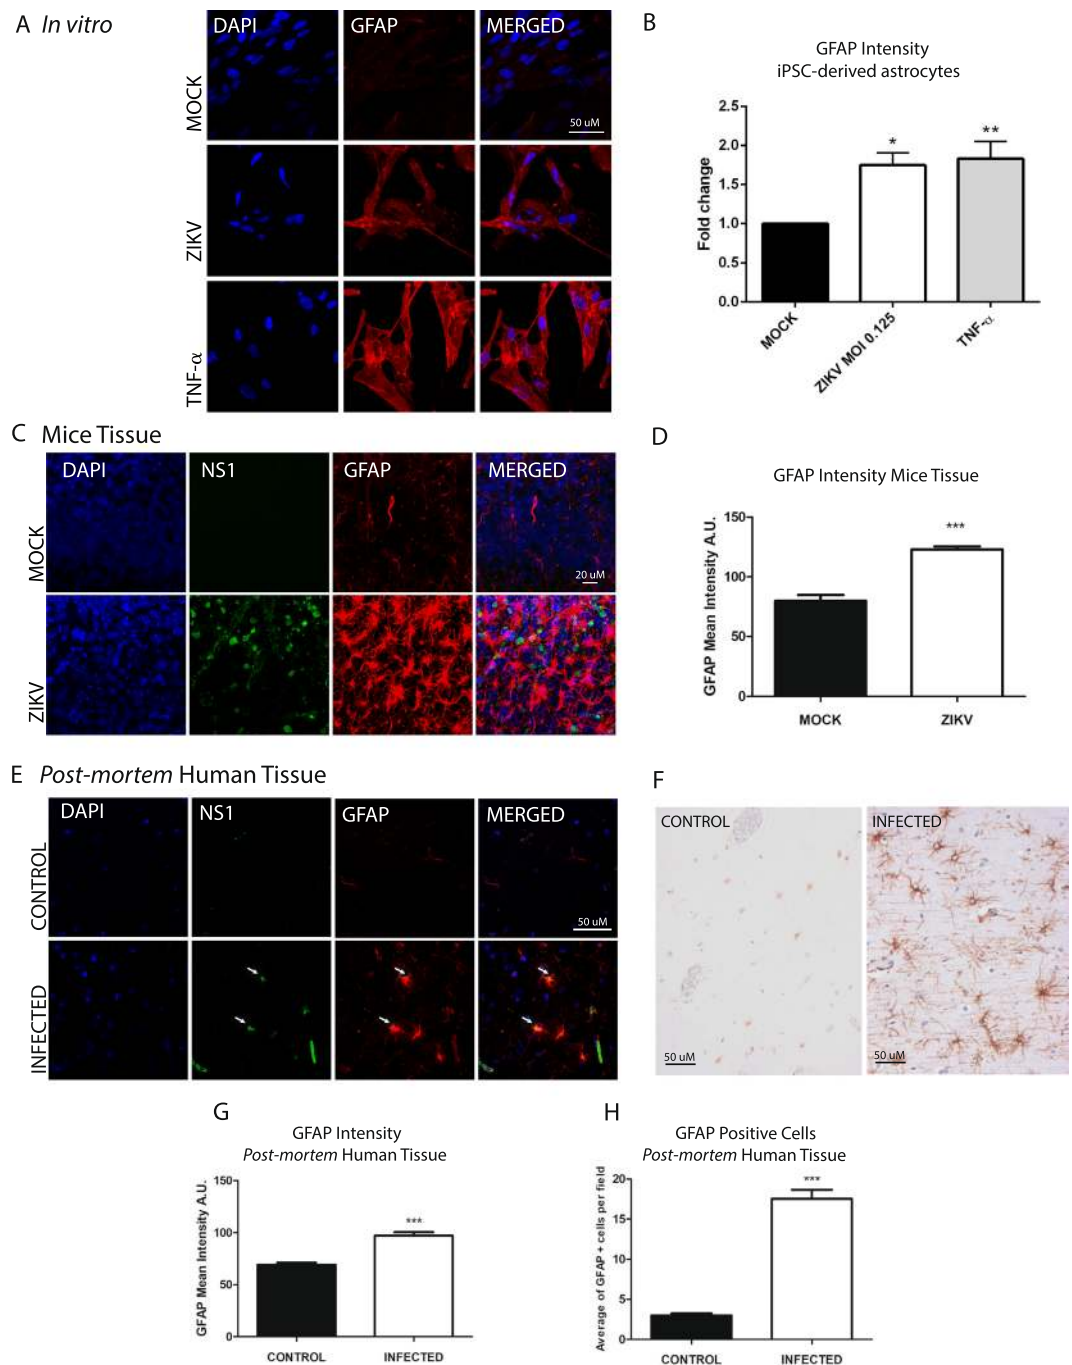 A In vitro
DAPI
GFAP
MERGED
MOCK
50 uM
ZIKV
TNF-α
B
GFAP Intensity
iPSC-derived astrocytes
Fold change
2.5
2.0
1.5
1.0
0.5
0.0
*
**
MOCK
ZIKV MOI 0.125
TNF-α
C Mice Tissue
DAPI
NS1
GFAP
MERGED
MOCK
20 uM
ZIKV
D
GFAP Intensity Mice Tissue
GFAP Mean Intensity A.U.
150
100
50
0
***
MOCK
ZIKV
E Post-mortem Human Tissue
DAPI
NS1
GFAP
MERGED
CONTROL
50 uM
INFECTED
F
CONTROL
INFECTED
50 uM
50 uM
G
GFAP Intensity
Post-mortem Human Tissue
GFAP Mean Intensity A.U.
150
100
50
0
***
CONTROL
INFECTED
H
GFAP Positive Cells
Post-mortem Human Tissue
Average of GFAP + cells per field
20
15
10
5
0
***
CONTROL
INFECTED